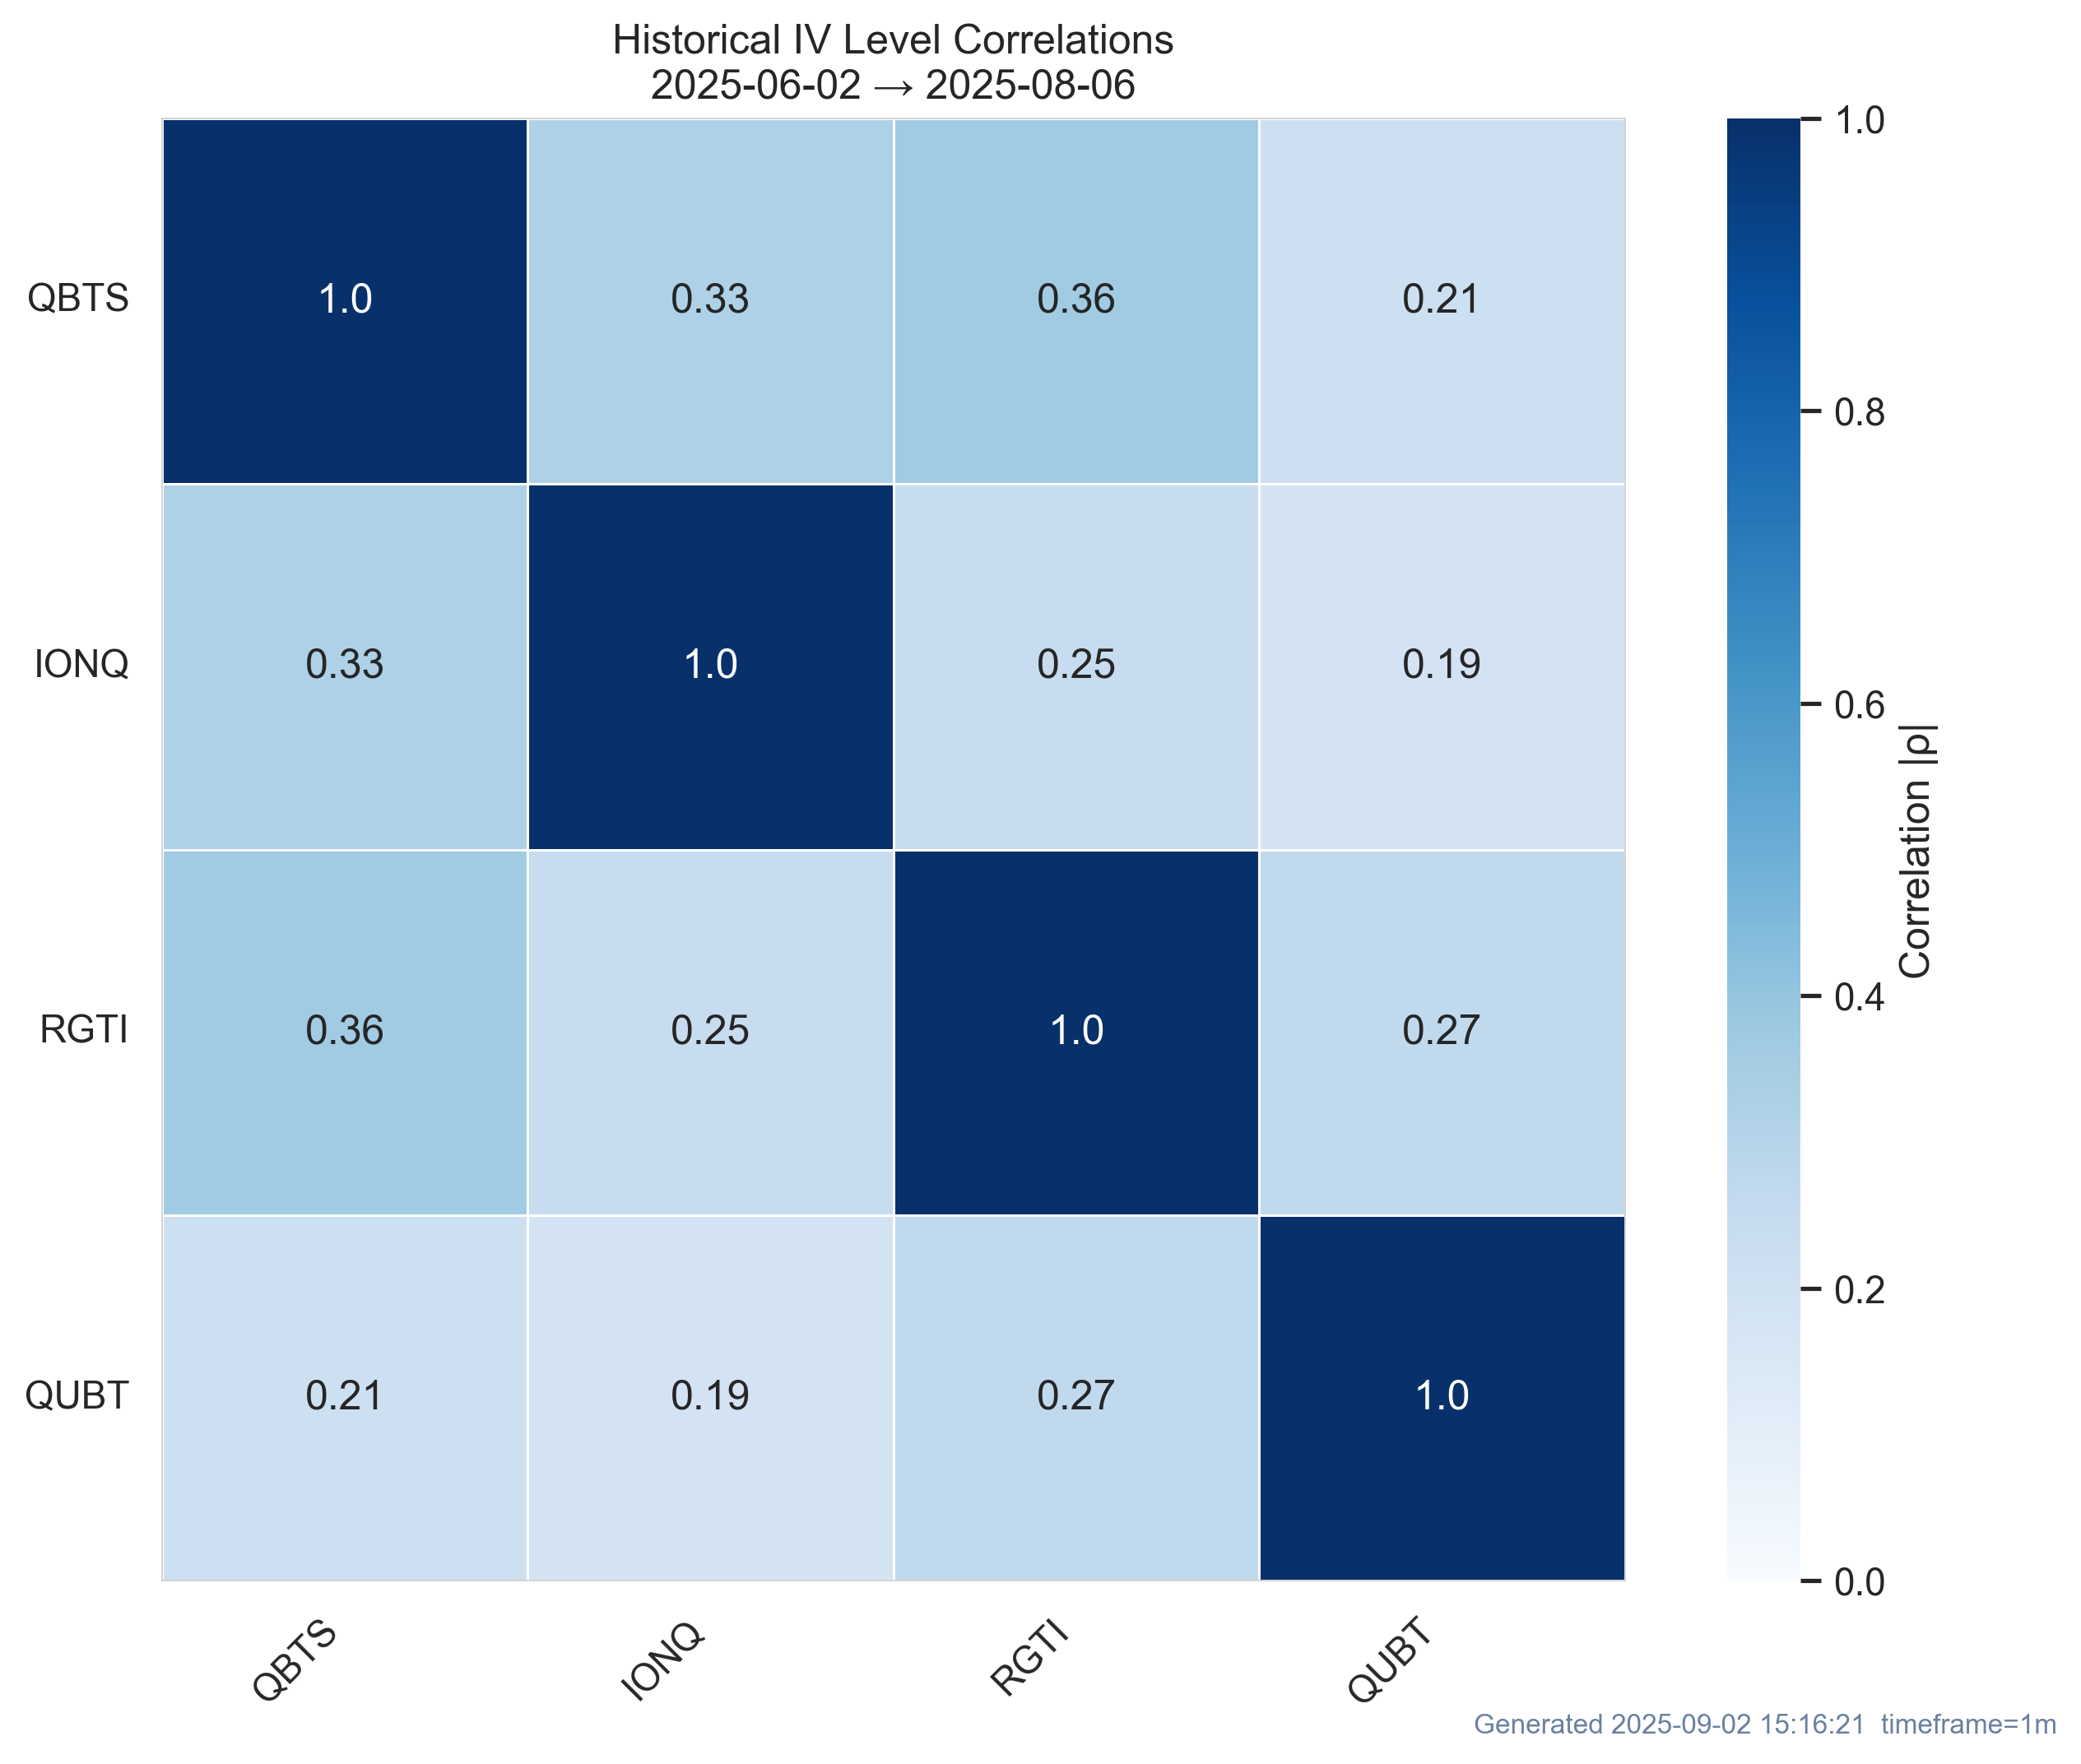 Historical IV Level Correlations
2025-06-02 → 2025-08-06
QBTS 1.0 0.33 0.36 0.21
IONQ 0.33 1.0 0.25 0.19
RGTI 0.36 0.25 1.0 0.27
QUBT 0.21 0.19 0.27 1.0
QBTS IONQ RGTI QUBT
1.0
0.8
0.6
0.4
0.2
0.0
Correlation |ρ|
Generated 2025-09-02 15:16:21 timeframe=1m